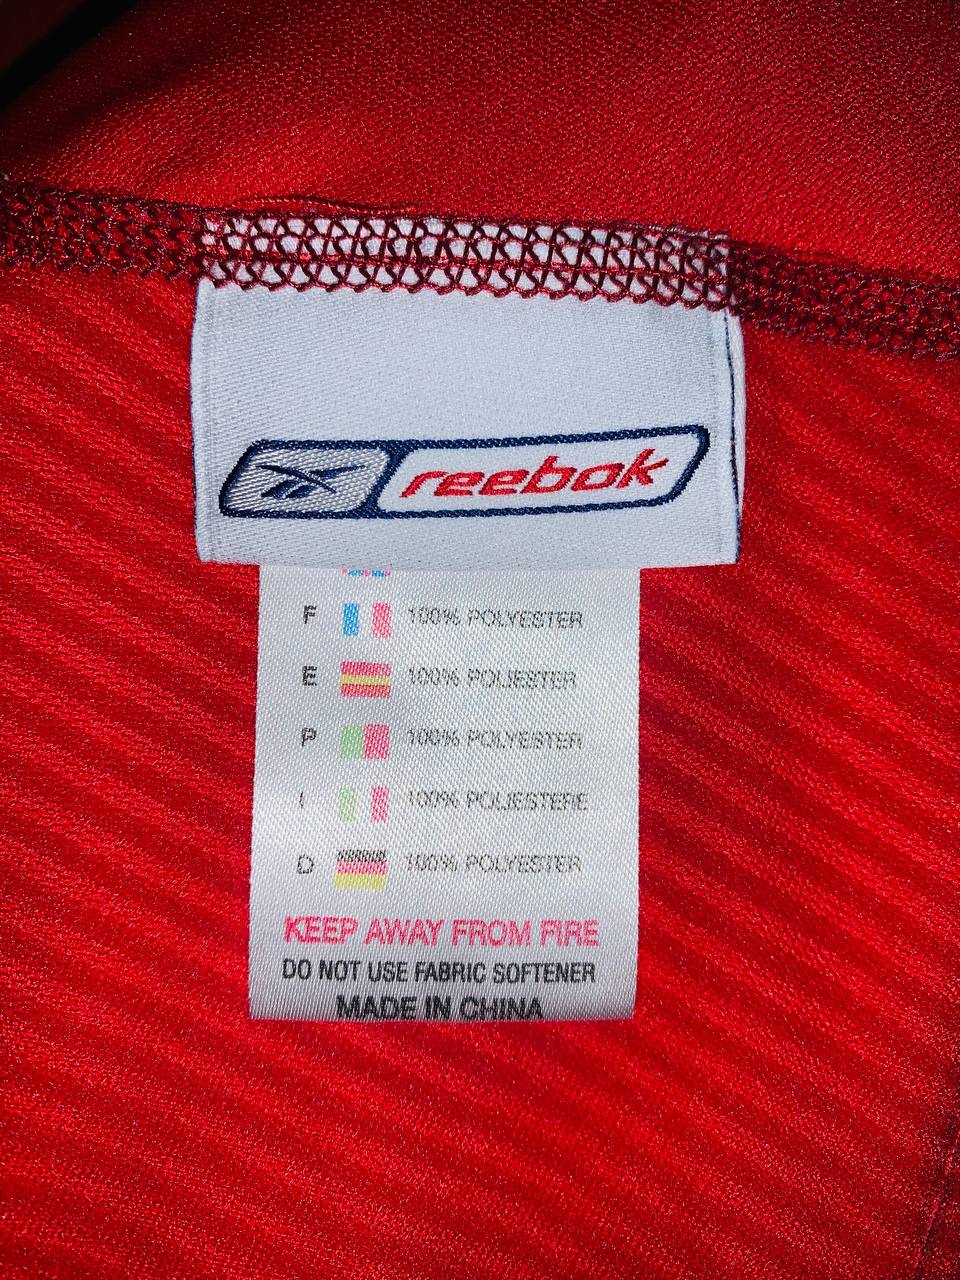 reebok
F 100% POLYESTER
E 100% POLIESTER
P 100% POLYESTER
I 100% POLIESTERE
D 100% POLYESTER
KEEP AWAY FROM FIRE
DO NOT USE FABRIC SOFTENER
MADE IN CHINA